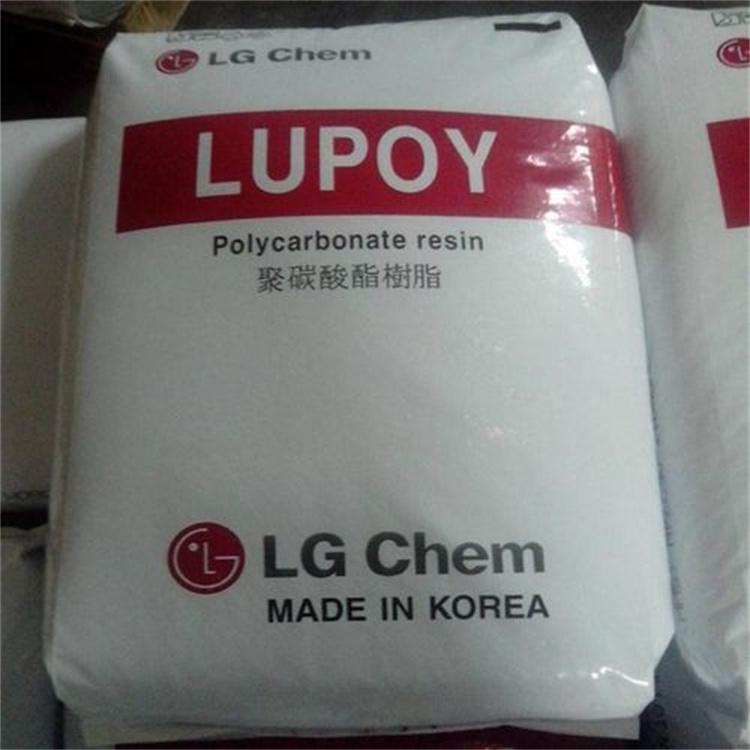 LG Chem
LUPOY
Polycarbonate resin
聚碳酸酯樹脂
LG Chem
MADE IN KOREA